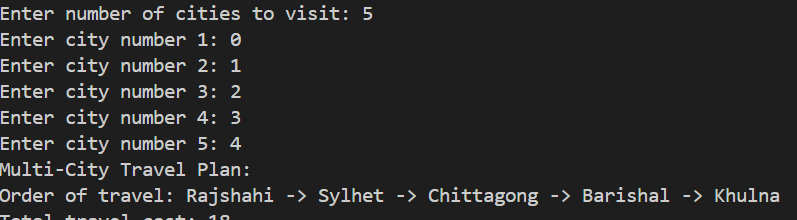 Enter number of cities to visit: 5
Enter city number 1: 0
Enter city number 2: 1
Enter city number 3: 2
Enter city number 4: 3
Enter city number 5: 4
Multi-City Travel Plan:
Order of travel: Rajshahi -> Sylhet -> Chittagong -> Barishal -> Khulna
Total travel cost: 18